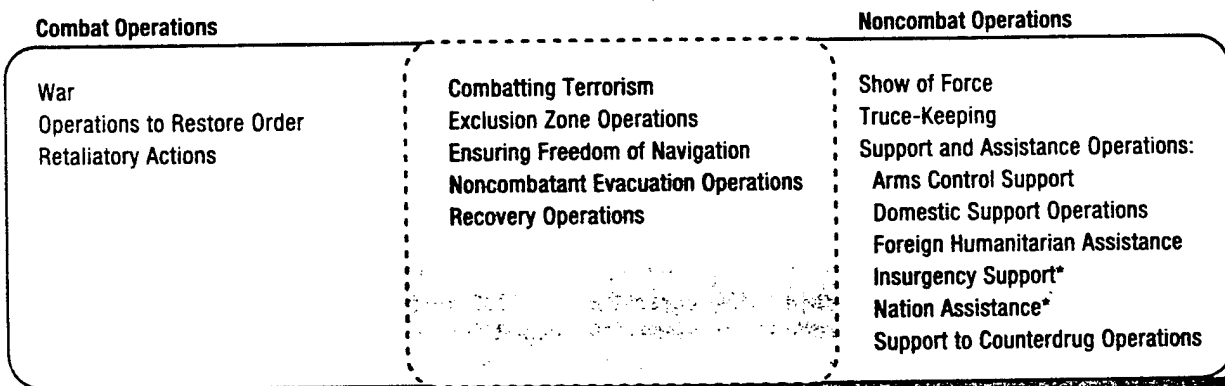 Combat Operations
War
Operations to Restore Order
Retaliatory Actions
Combatting Terrorism
Exclusion Zone Operations
Ensuring Freedom of Navigation
Noncombatant Evacuation Operations
Recovery Operations
Noncombat Operations
Show of Force
Truce-Keeping
Support and Assistance Operations:
Arms Control Support
Domestic Support Operations
Foreign Humanitarian Assistance
Insurgency Support*
Nation Assistance*
Support to Counterdrug Operations